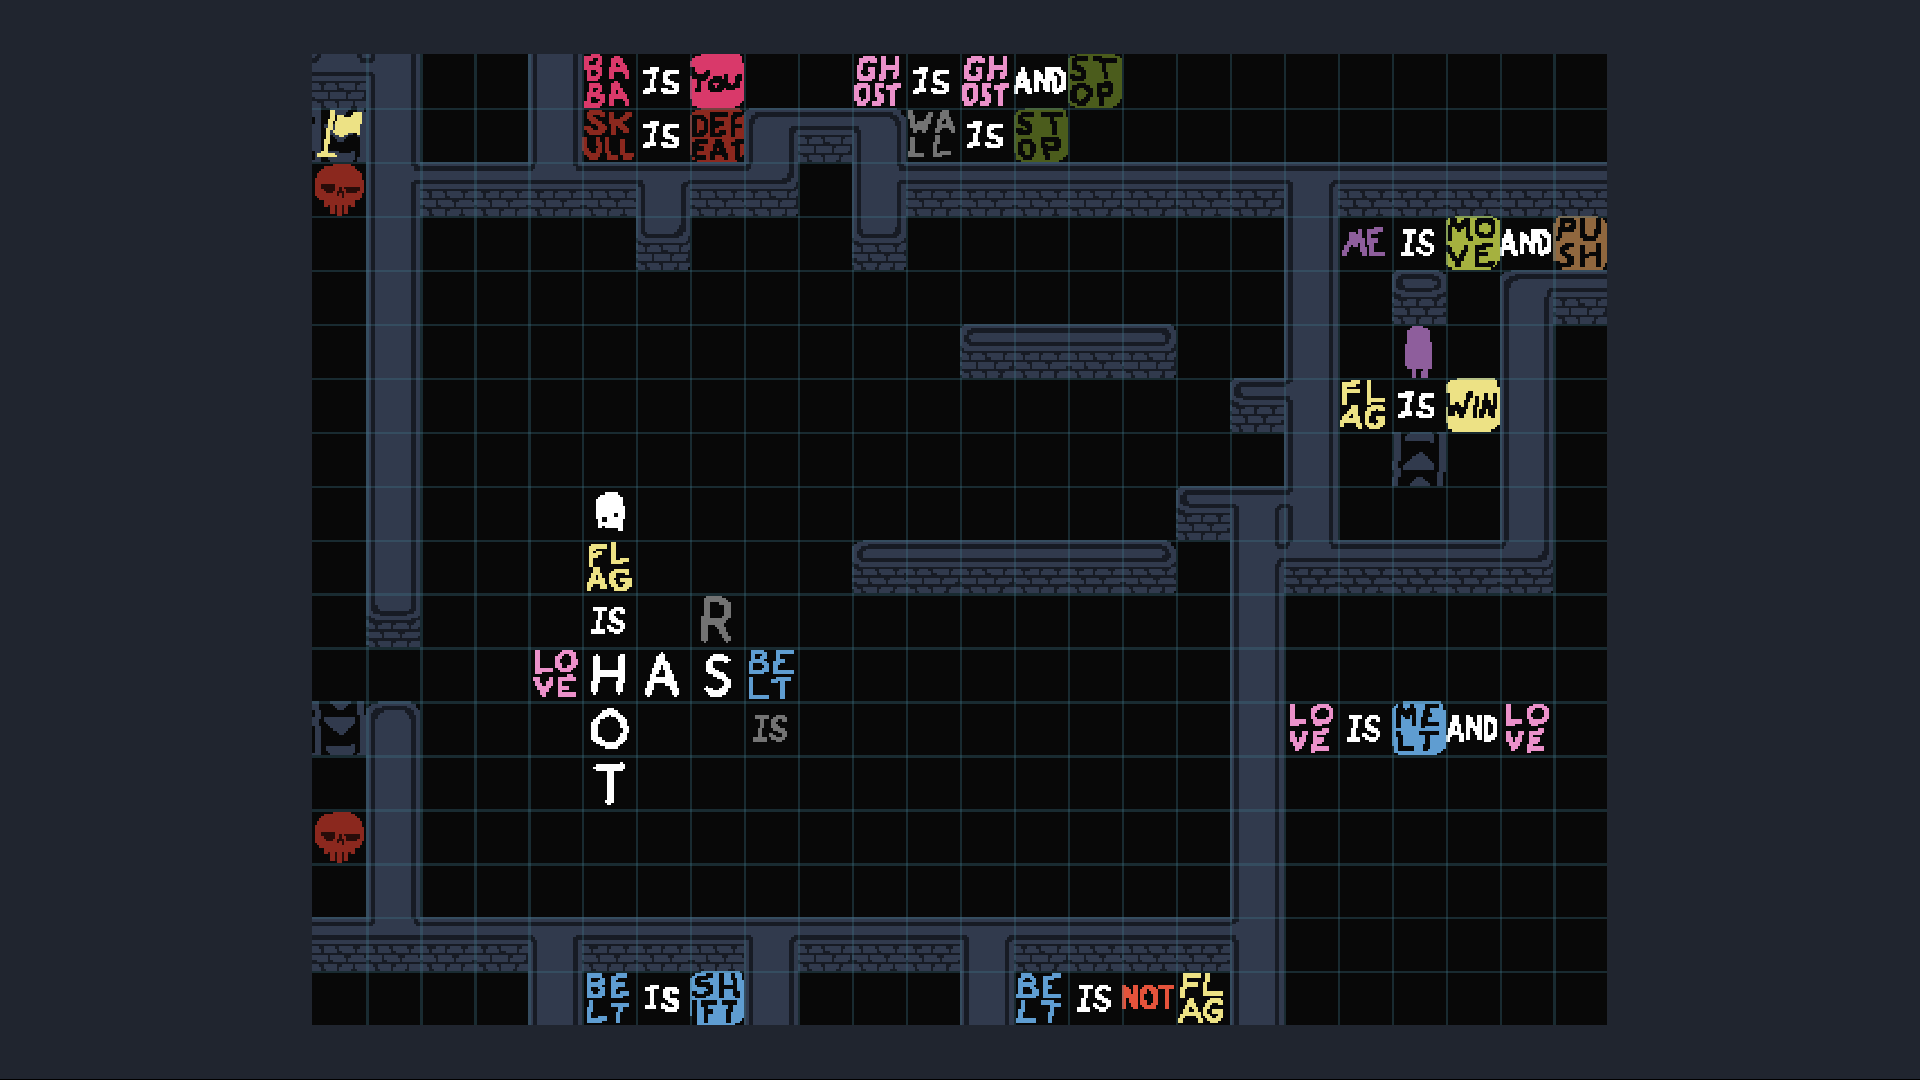 BABA IS YOU GHOST IS GHOST AND STOP
SKULL IS DEFEAT WALL IS STOP
ME IS MOVE AND PUSH
FLAG IS WIN
FLAG
IS R
LOVE H A S BELT
O IS LOVE IS MELT AND LOVE
T
BELT IS SHIFT BELT IS NOT FLAG